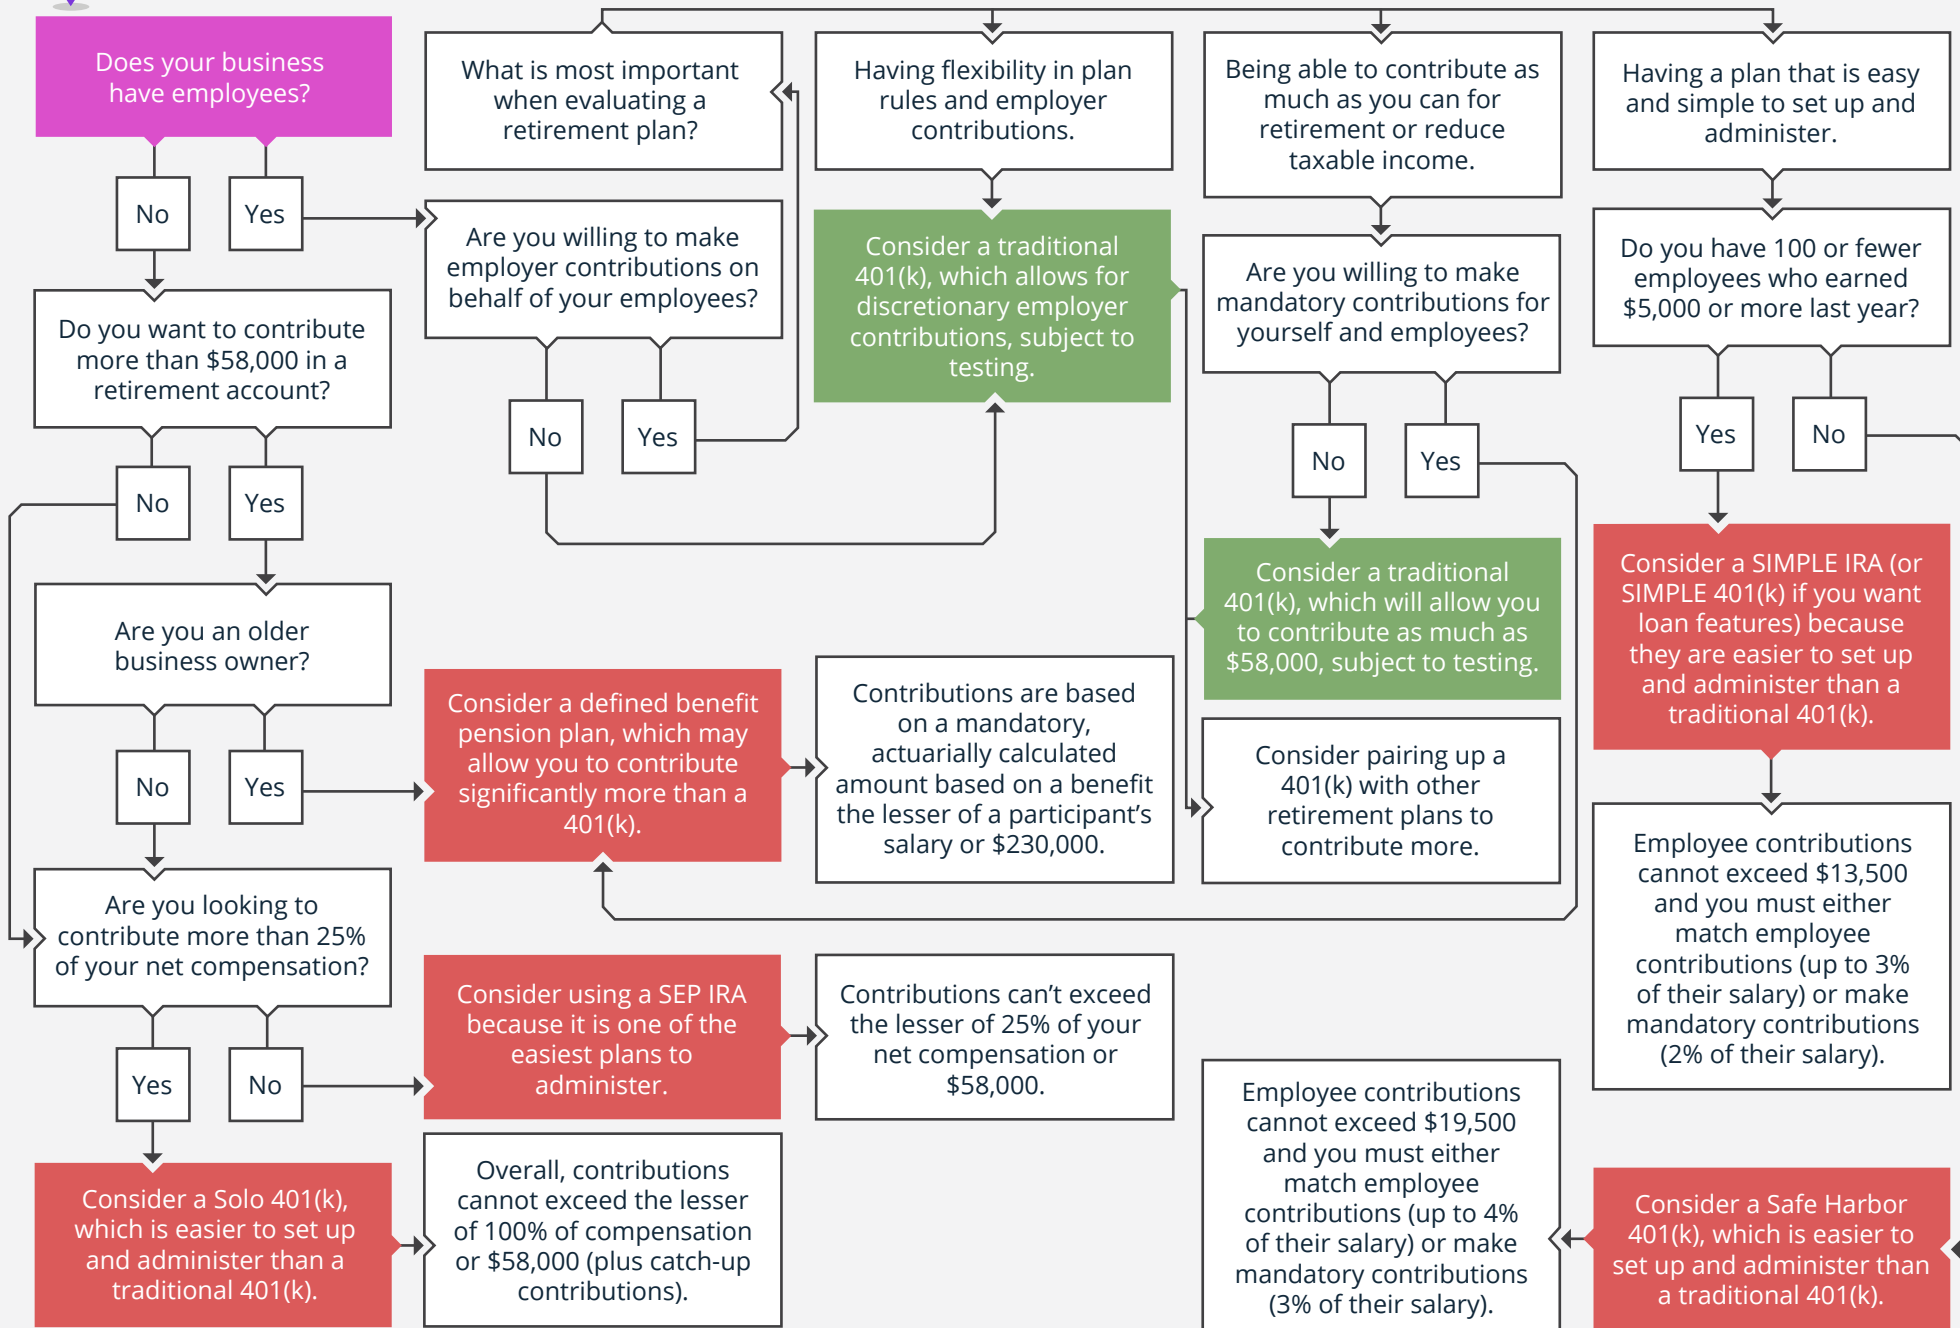 Does your business
have employees?
No
Yes
Do you want to contribute
more than $58,000 in a
retirement account?
No
Yes
Are you an older
business owner?
No
Yes
Are you looking to
contribute more than 25%
of your net compensation?
Yes
No
Consider a Solo 401(k),
which is easier to set up
and administer than a
traditional 401(k).
What is most important
when evaluating a
retirement plan?
Are you willing to make
employer contributions on
behalf of your employees?
No
Yes
Consider a defined benefit
pension plan, which may
allow you to contribute
significantly more than a
401(k).
Consider using a SEP IRA
because it is one of the
easiest plans to
administer.
Overall, contributions
cannot exceed the lesser
of 100% of compensation
or $58,000 (plus catch-up
contributions).
Having flexibility in plan
rules and employer
contributions.
Consider a traditional
401(k), which allows for
discretionary employer
contributions, subject to
testing.
Contributions are based
on a mandatory,
actuarially calculated
amount based on a benefit
the lesser of a participant’s
salary or $230,000.
Contributions can’t exceed
the lesser of 25% of your
net compensation or
$58,000.
Being able to contribute as
much as you can for
retirement or reduce
taxable income.
Are you willing to make
mandatory contributions for
yourself and employees?
No
Yes
Consider a traditional
401(k), which will allow you
to contribute as much as
$58,000, subject to testing.
Consider pairing up a
401(k) with other
retirement plans to
contribute more.
Employee contributions
cannot exceed $19,500
and you must either
match employee
contributions (up to 4%
of their salary) or make
mandatory contributions
(3% of their salary).
Having a plan that is easy
and simple to set up and
administer.
Do you have 100 or fewer
employees who earned
$5,000 or more last year?
Yes
No
Consider a SIMPLE IRA (or
SIMPLE 401(k) if you want
loan features) because
they are easier to set up
and administer than a
traditional 401(k).
Employee contributions
cannot exceed $13,500
and you must either
match employee
contributions (up to 3%
of their salary) or make
mandatory contributions
(2% of their salary).
Consider a Safe Harbor
401(k), which is easier to
set up and administer than
a traditional 401(k).